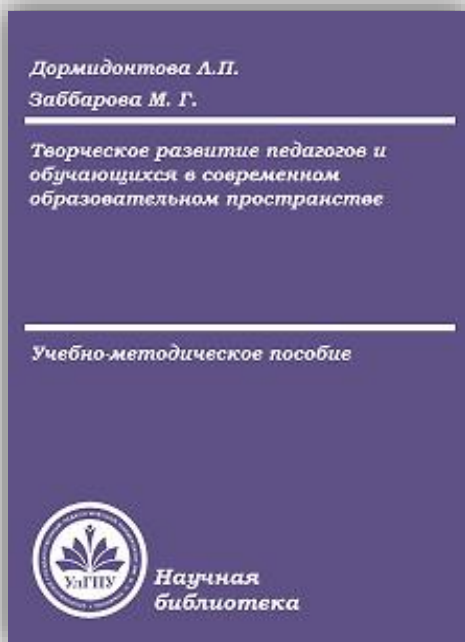 Дормидонтова Л.П.
Заббарова М. Г.
Творческое развитие педагогов и
обучающихся в современном
образовательном пространстве
Учебно-методическое пособие
УлГПУ
Научная
библиотека